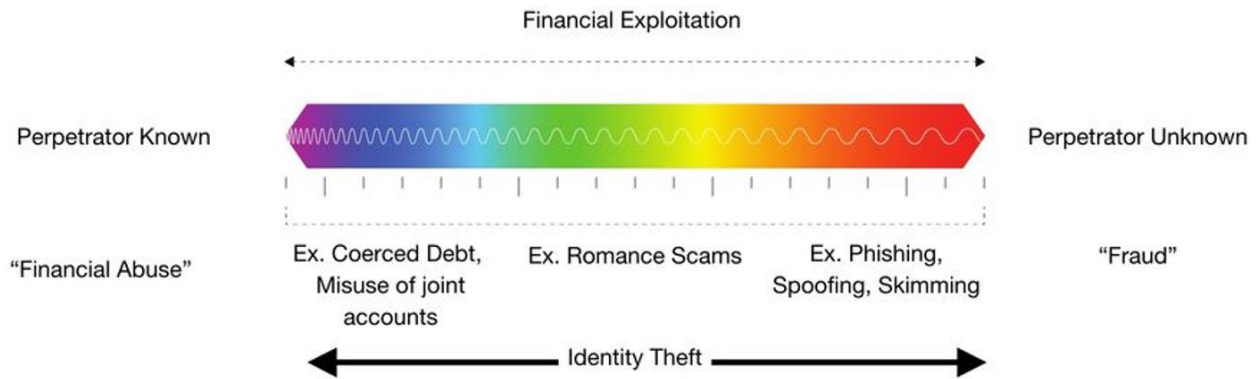 Financial Exploitation
Perpetrator Known
Perpetrator Unknown
“Financial Abuse”
Ex. Coerced Debt,
Misuse of joint
accounts
Ex. Romance Scams
Ex. Phishing,
Spoofing, Skimming
“Fraud”
Identity Theft